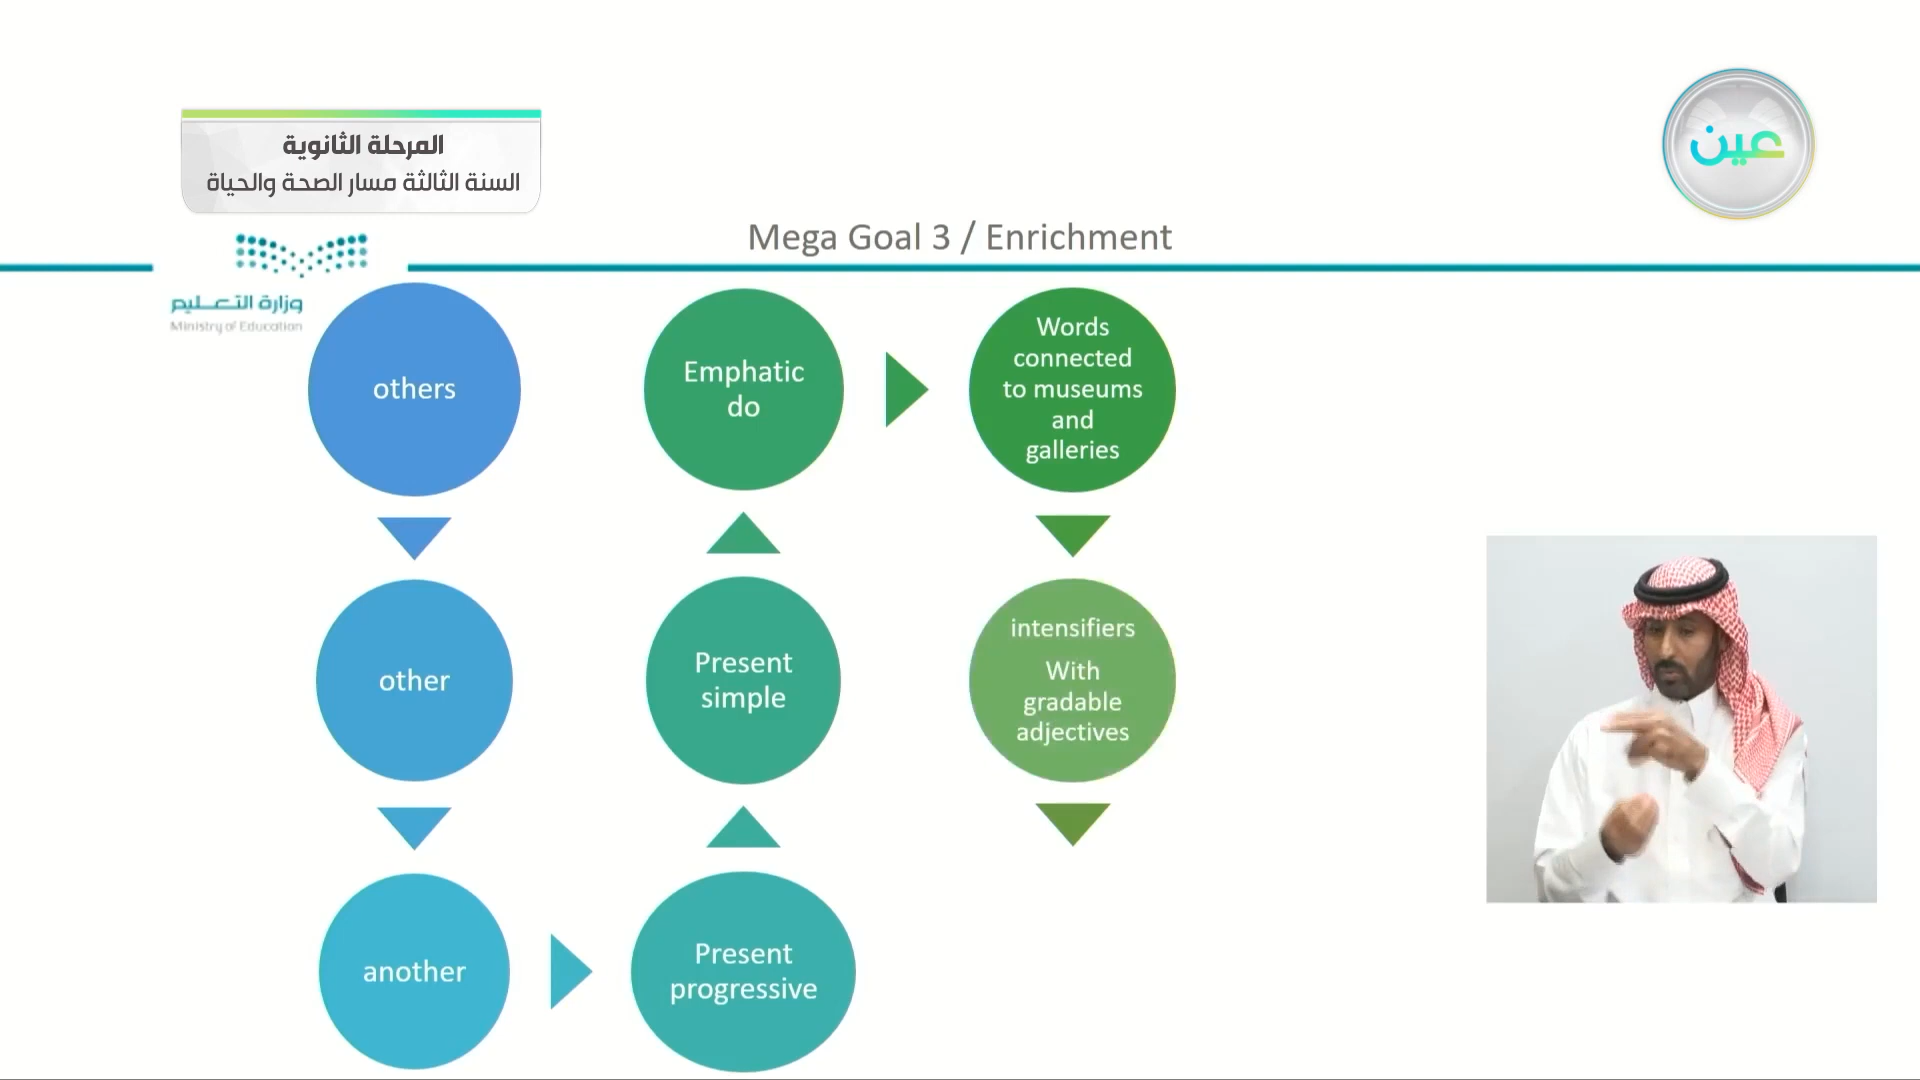 المرحلة الثانوية
السنة الثالثة مسار الصحة والحياة
عين
Mega Goal 3 / Enrichment
وزارة التعليم
Ministry of Education
others
other
another
Present
progressive
Present
simple
Emphatic
do
Words
connected
to museums
and
galleries
intensifiers
With
gradable
adjectives